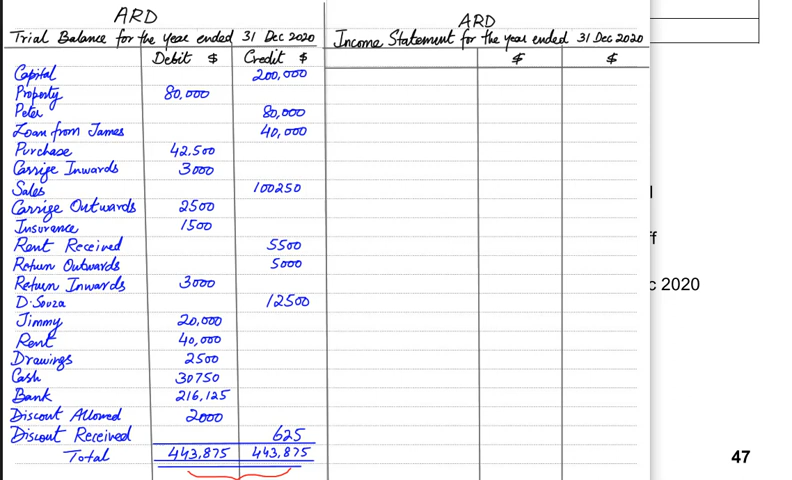 ARD
Trial Balance for the year ended 31 Dec 2020
Debit $ Credit $
Capital 200,000
Property 80,000
Peter 80,000
Loan from James 40,000
Purchase 42,500
Carrige Inwards 3000
Sales 100250
Carrige Outwards 2500
Insurance 1500
Rent Received 5500
Return Outwards 5000
Return Inwards 3000
D.Souza 12500
Jimmy 20,000
Rent 40,000
Drawings 2500
Cash 30750
Bank 216,125
Discout Allowed 2000
Discout Received 625
Total 443,875 443,875
ARD
Income Statement for the year ended 31 Dec 2020
$ $
c 2020
47